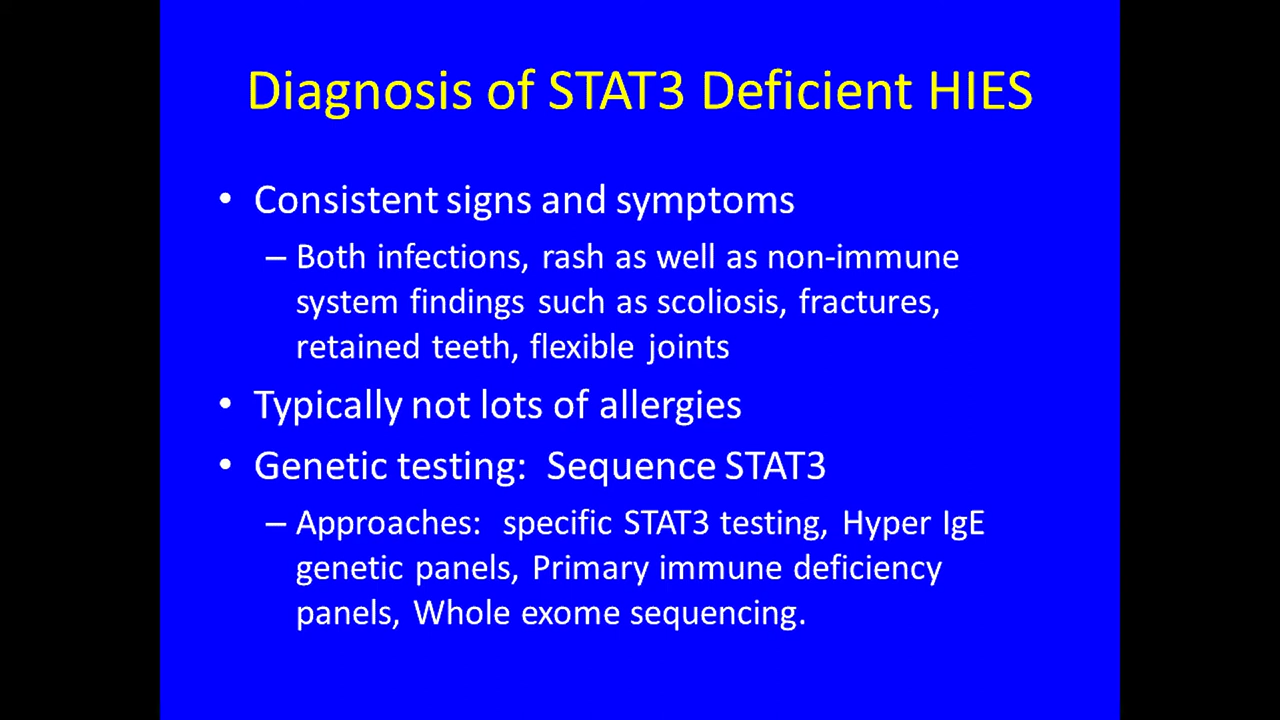 Diagnosis of STAT3 Deficient HIES
• Consistent signs and symptoms
– Both infections, rash as well as non-immune
system findings such as scoliosis, fractures,
retained teeth, flexible joints
• Typically not lots of allergies
• Genetic testing:  Sequence STAT3
– Approaches:  specific STAT3 testing, Hyper IgE
genetic panels, Primary immune deficiency
panels, Whole exome sequencing.